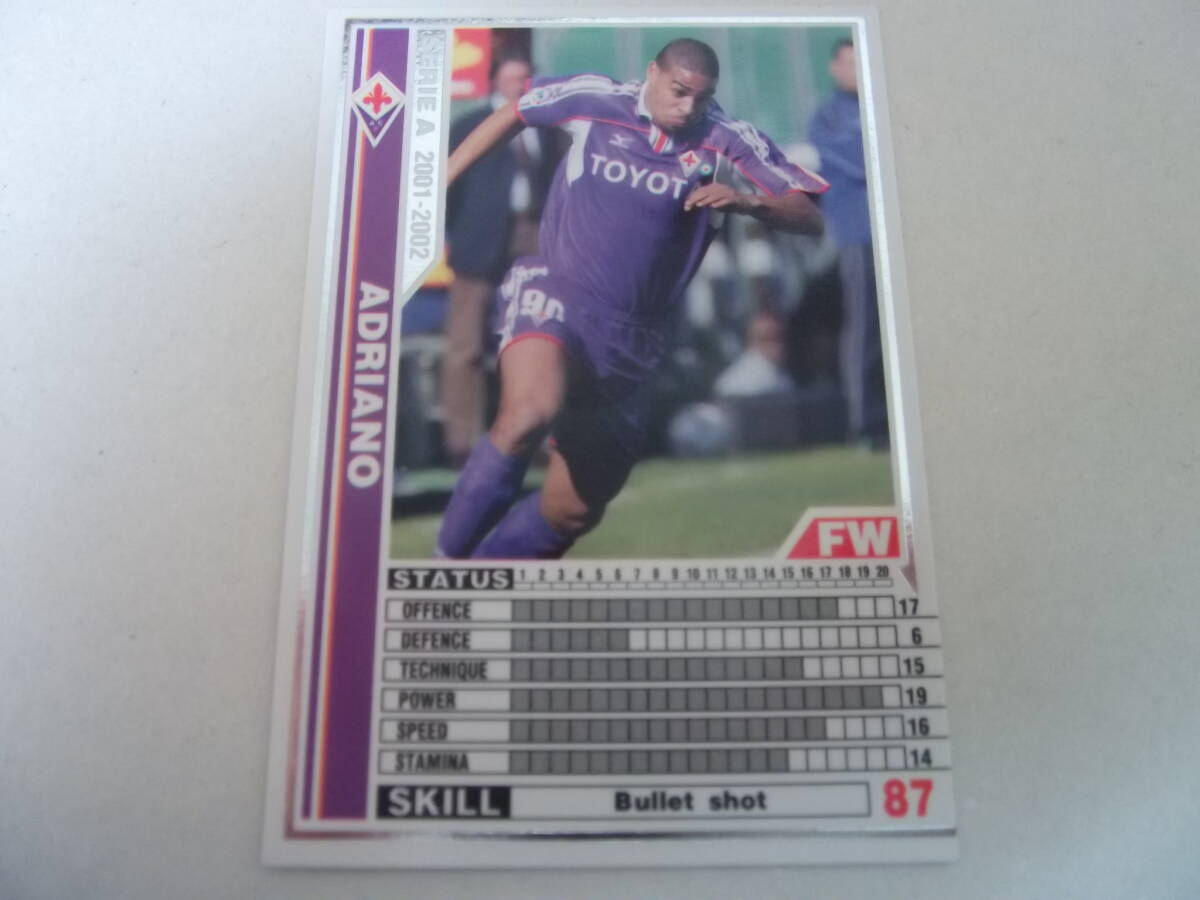 SERIE A 2001-2002
ADRIANO
TOYOT
90
FW
STATUS 1 2 3 4 5 6 7 8 9 10 11 12 13 14 15 16 17 18 19 20
OFFENCE 17
DEFENCE 6
TECHNIQUE 15
POWER 19
SPEED 16
STAMINA 14
SKILL Bullet shot 87